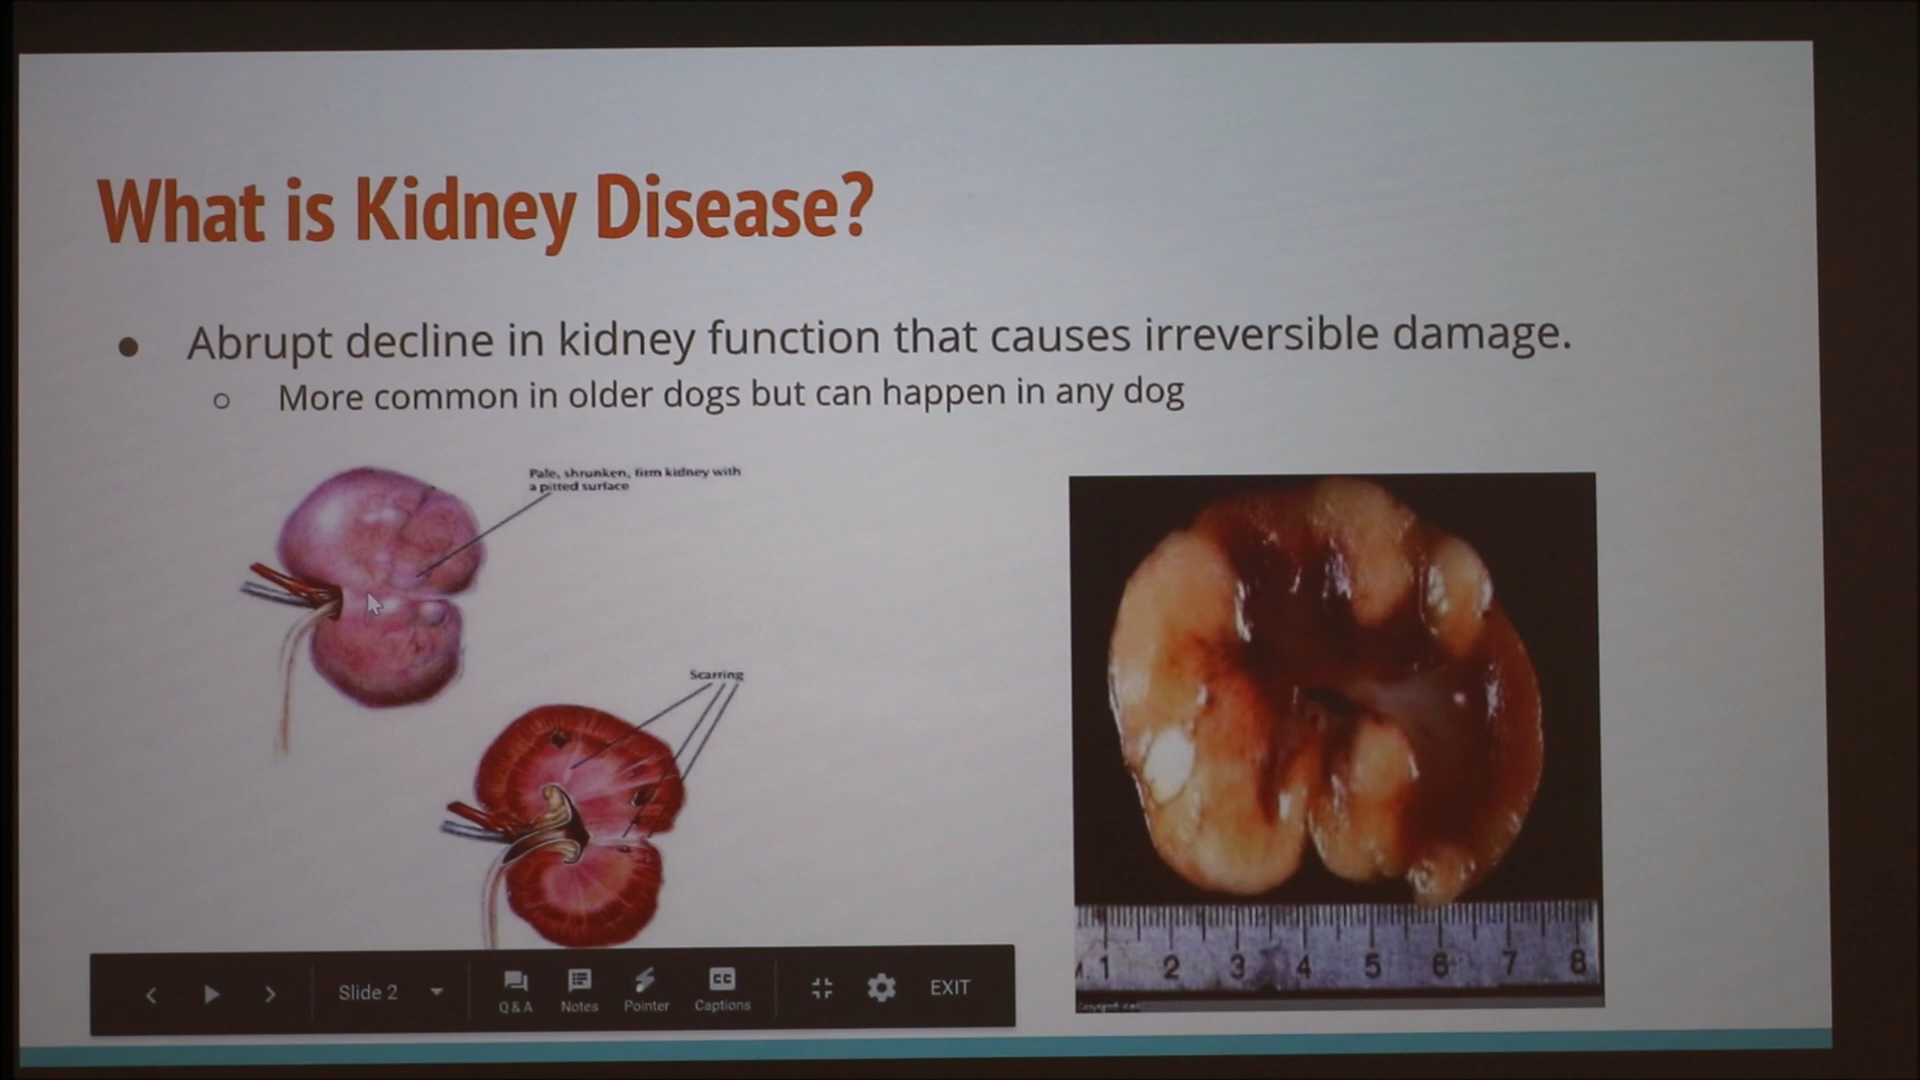 What is Kidney Disease?
● Abrupt decline in kidney function that causes irreversible damage.
○ More common in older dogs but can happen in any dog
Pale, shrunken, firm kidney with
a pitted surface
Scarring
1 2 3 4 5 6 7 8
Slide 2
Q & A
Notes
Pointer
CC
Captions
EXIT